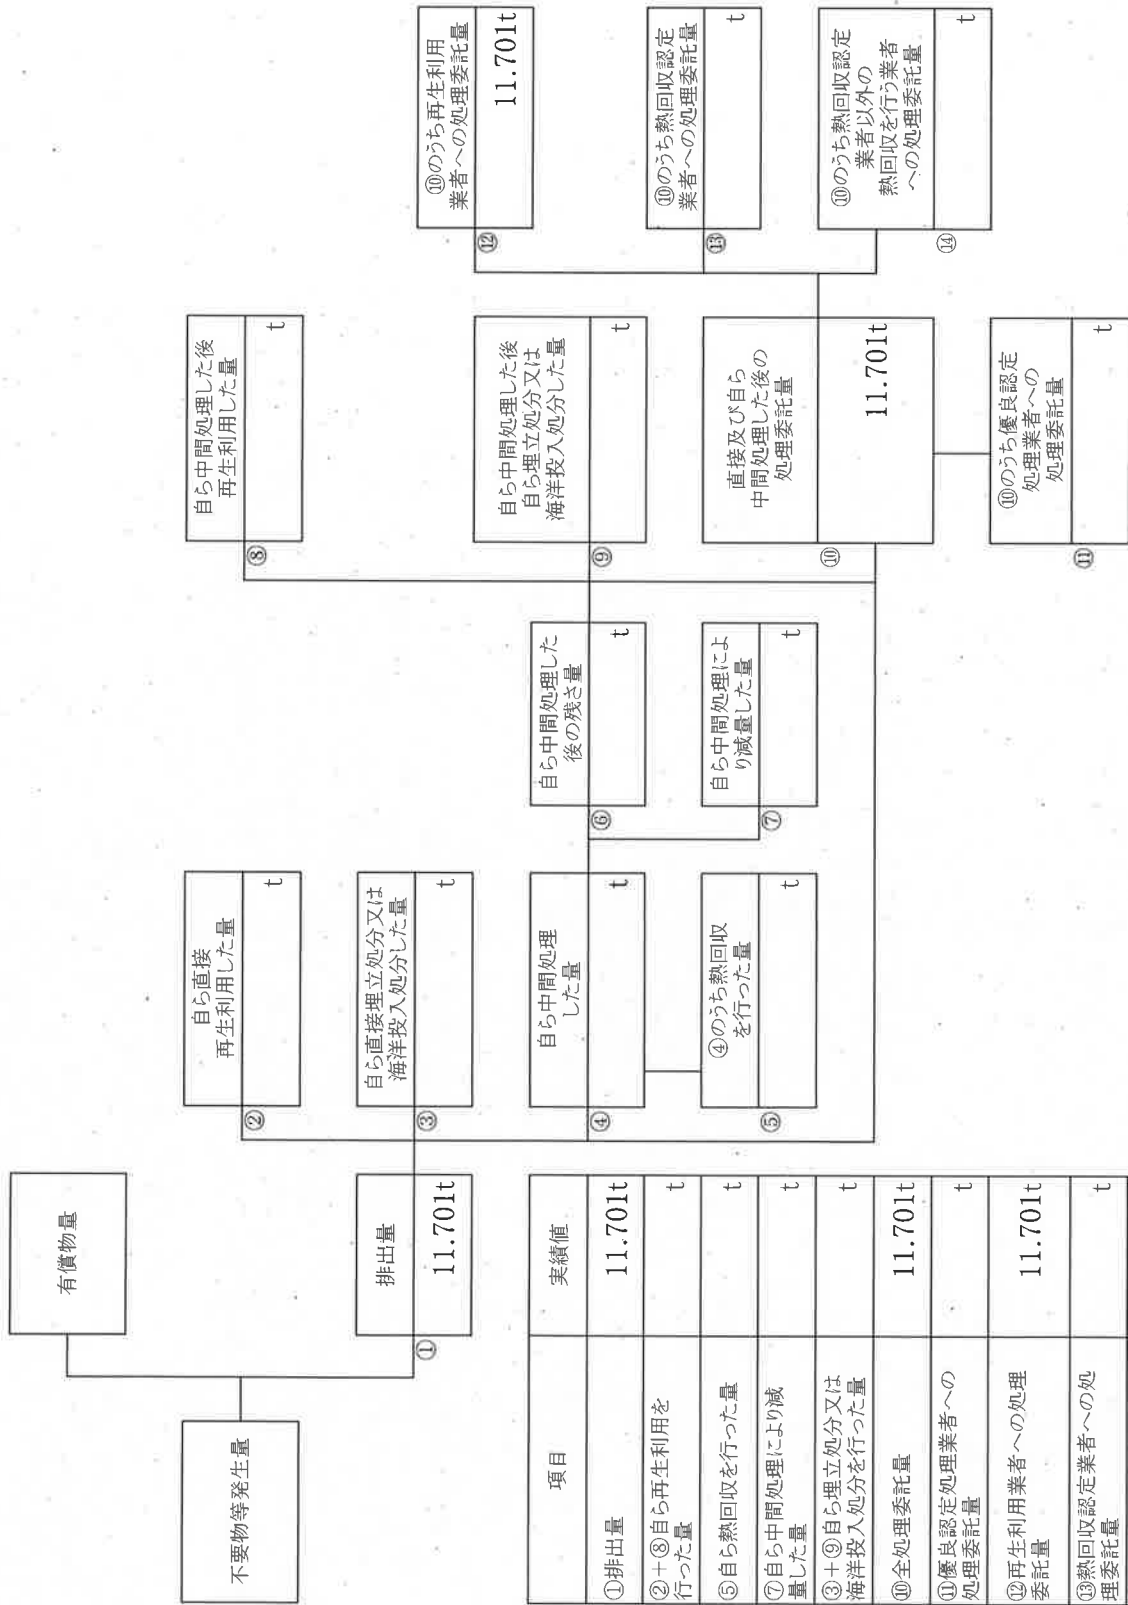 不要物等発生量
有償物量
排出量
①
11.701t
②
自ら直接
再生利用した量
t
③
自ら直接埋立処分又は
海洋投入処分した量
t
④
自ら中間処理
した量
t
⑤
④のうち熱回収
を行った量
t
⑥
自ら中間処理した
後の残さ量
t
⑦
自ら中間処理によ
り減量した量
t
⑧
自ら中間処理した後
再生利用した量
t
⑨
自ら中間処理した後
自ら埋立処分又は
海洋投入処分した量
t
⑩
直接及び自ら
中間処理した後の
処理委託量
11.701t
⑪
⑩のうち優良認定
処理業者への
処理委託量
t
⑫
⑩のうち再生利用
業者への処理委託量
11.701t
⑬
⑩のうち熱回収認定
業者への処理委託量
t
⑭
⑩のうち熱回収認定
業者以外の
熱回収を行う業者
への処理委託量
t
項目 実績値
①排出量 11.701t
②+⑧自ら再生利用を
行った量 t
⑤自ら熱回収を行った量 t
⑦自ら中間処理により減
量した量 t
③+⑨自ら埋立処分又は
海洋投入処分を行った量 t
⑩全処理委託量 11.701t
⑪優良認定処理業者への
処理委託量 t
⑫再生利用業者への処理
委託量 11.701t
⑬熱回収認定業者への処
理委託量 t